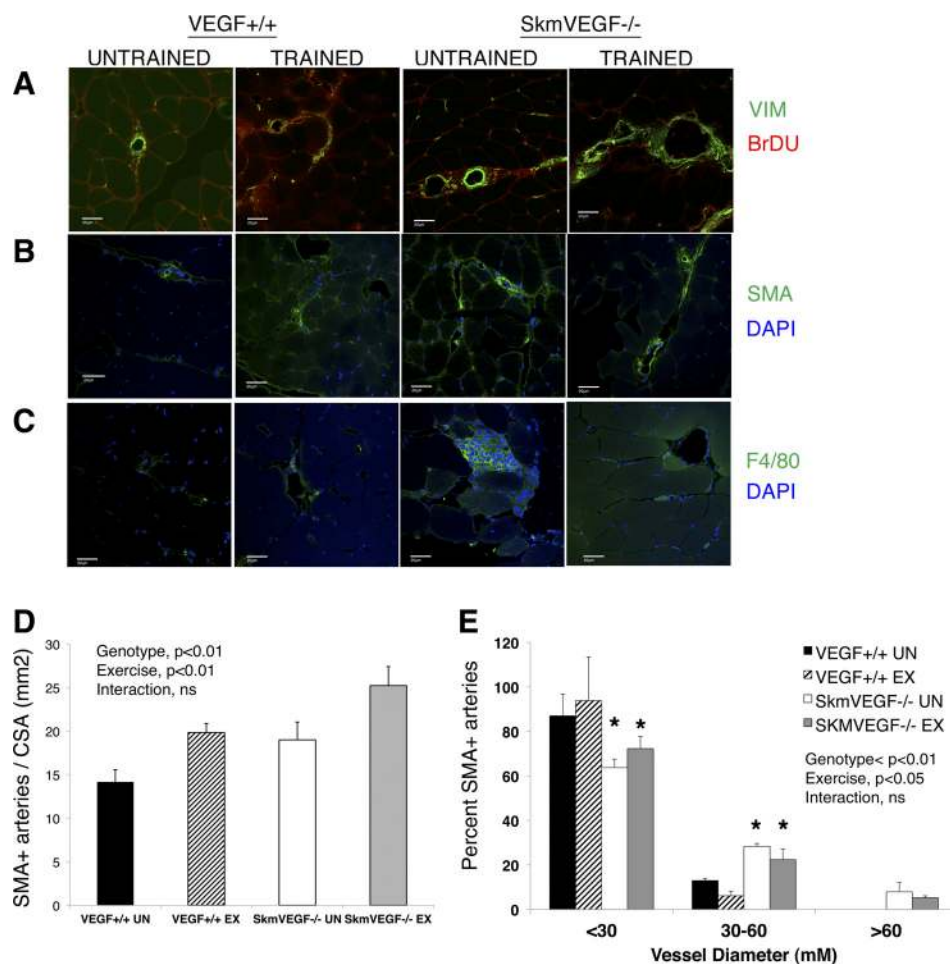 VEGF+/+ SkmVEGF-/-
UNTRAINED TRAINED UNTRAINED TRAINED
A
VIM
BrDU
B
SMA
DAPI
C
F4/80
DAPI
D
Genotype, p<0.01
Exercise, p<0.01
Interaction, ns
SMA+ arteries / CSA (mm2)
30
25
20
15
10
5
0
VEGF+/+ UN VEGF+/+ EX SkmVEGF-/- UN SkmVEGF-/- EX
E
VEGF+/+ UN
VEGF+/+ EX
SkmVEGF-/- UN
SKMVEGF-/- EX
Genotype< p<0.01
Exercise, p<0.05
Interaction, ns
Percent SMA+ arteries
120
100
80
60
40
20
0
* *
* *
<30 30-60 >60
Vessel Diameter (mM)